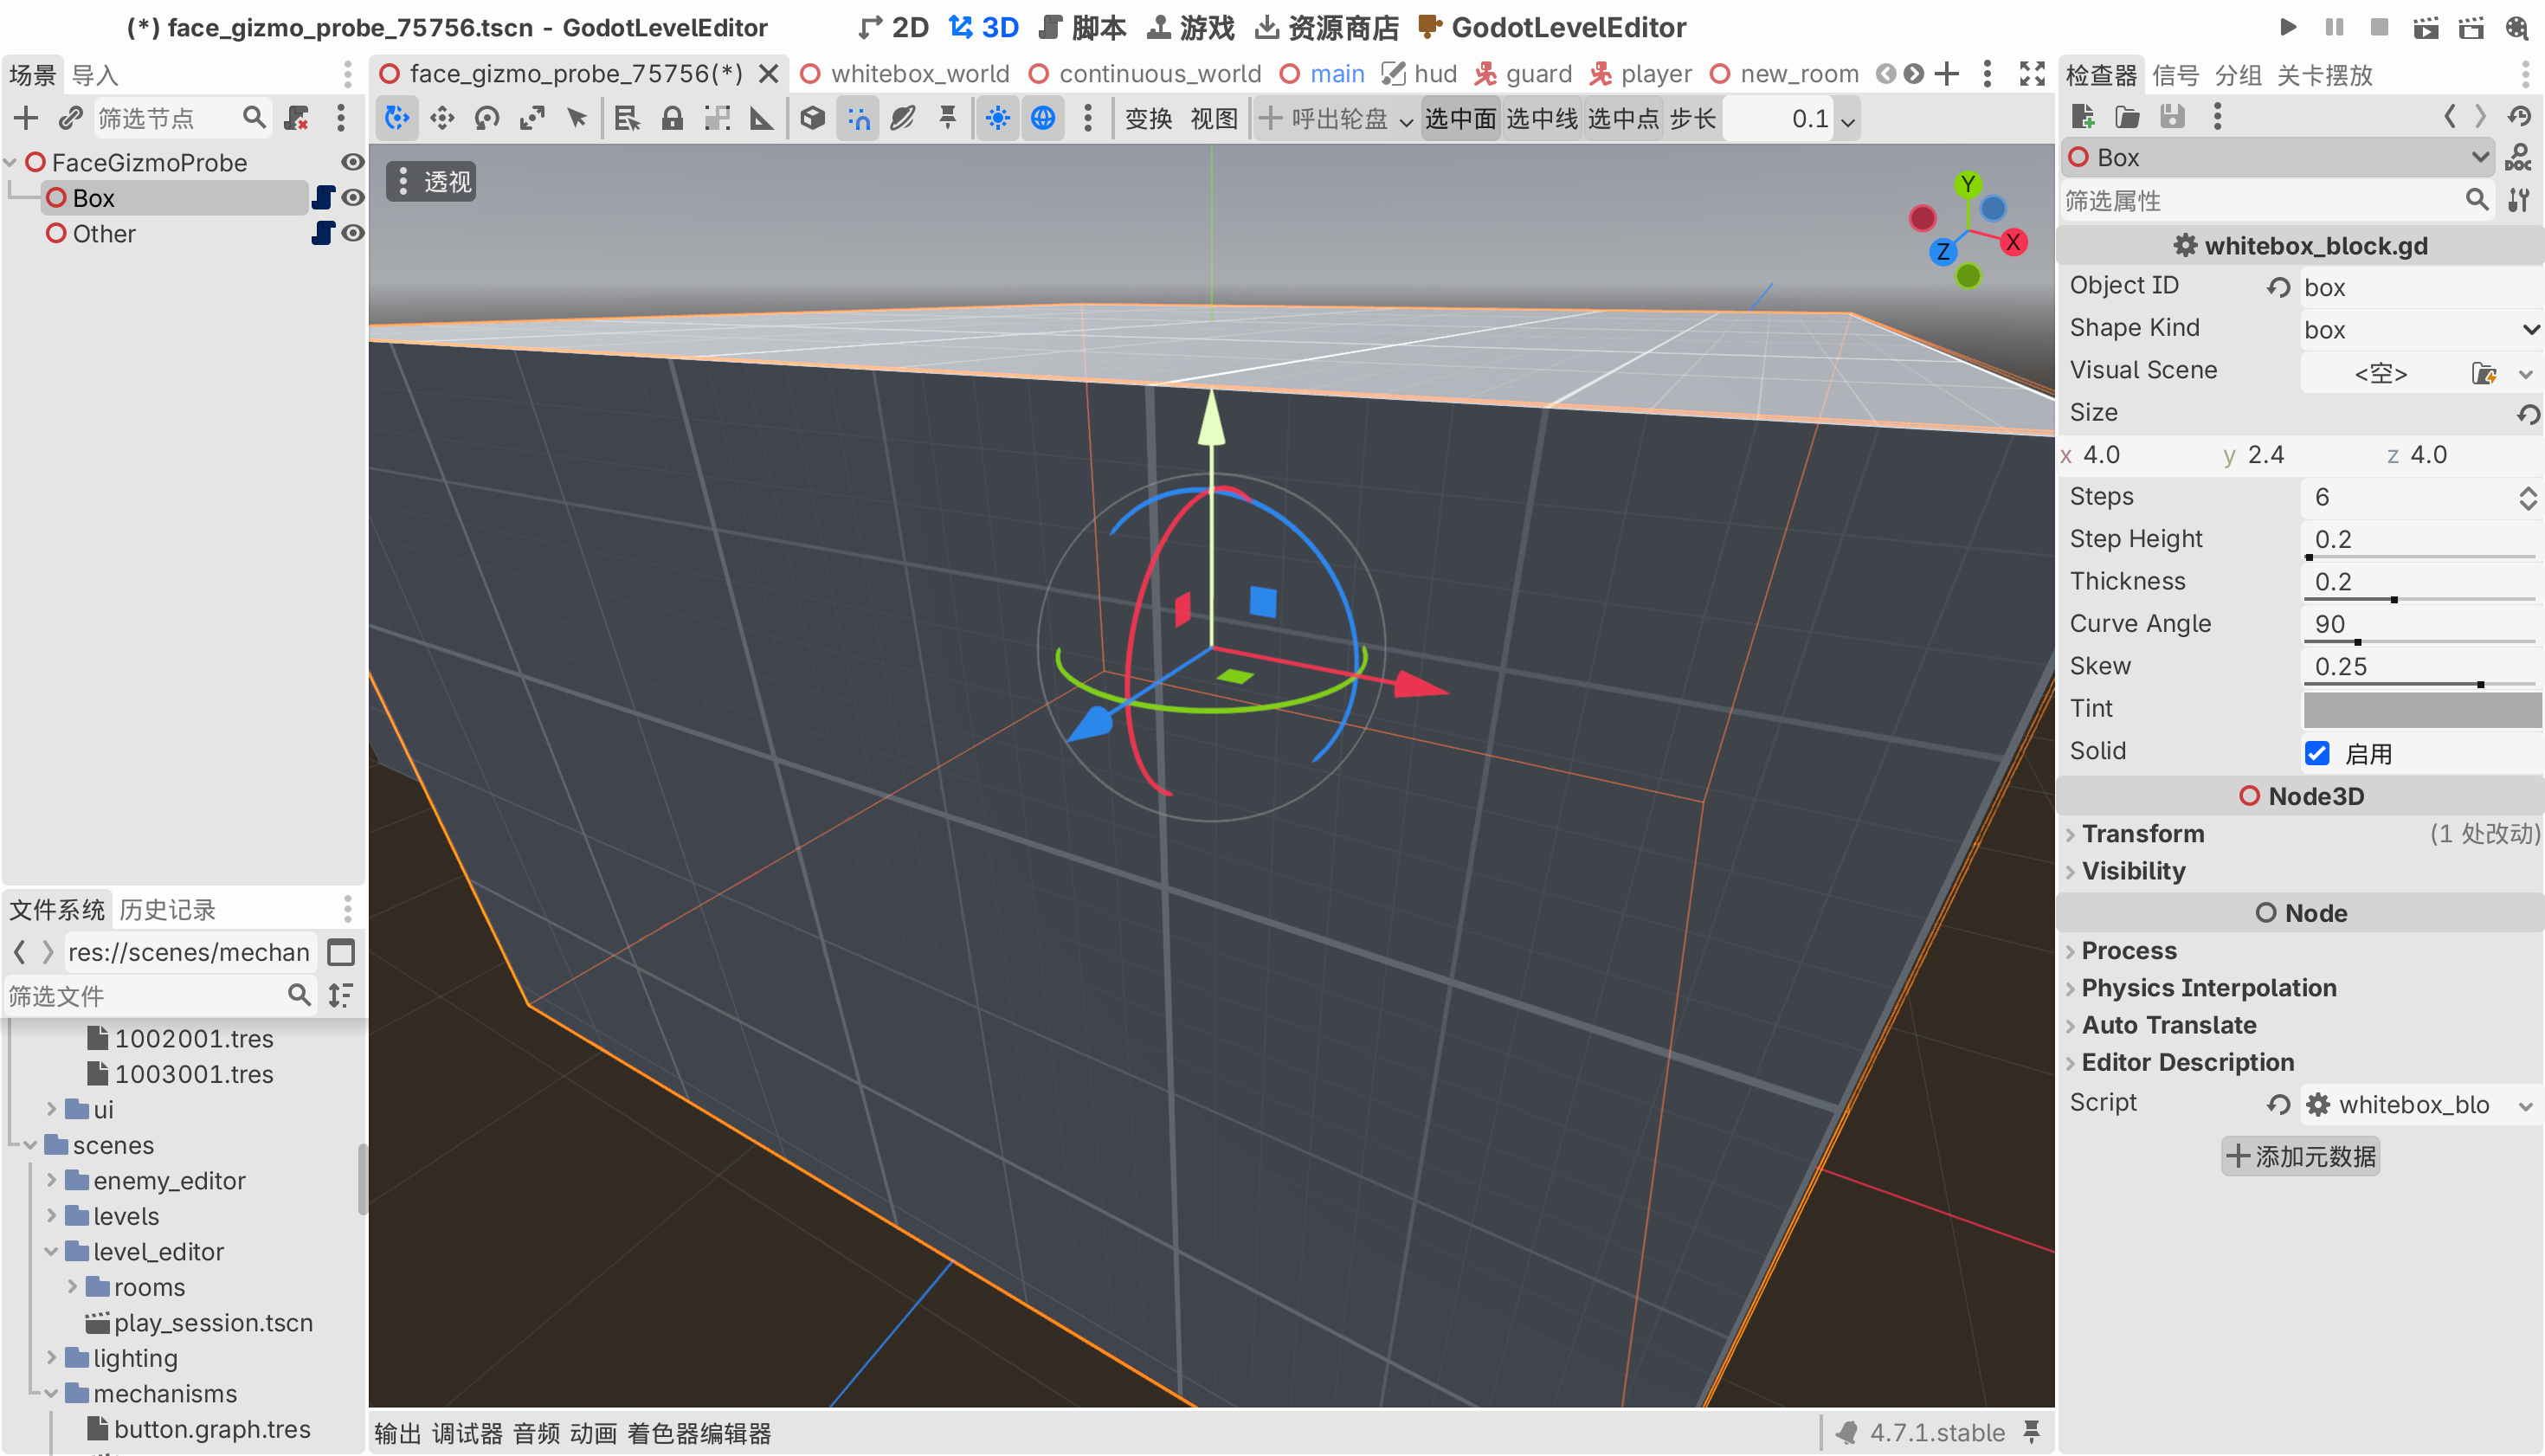 (*) face_gizmo_probe_75756.tscn - GodotLevelEditor
2D 3D 脚本 游戏 资源商店 GodotLevelEditor
场景 导入
筛选节点
FaceGizmoProbe
Box
Other
文件系统 历史记录
res://scenes/mechan
筛选文件
1002001.tres
1003001.tres
ui
scenes
enemy_editor
levels
level_editor
rooms
play_session.tscn
lighting
mechanisms
button.graph.tres
face_gizmo_probe_75756(*) whitebox_world continuous_world main hud guard player new_room
变换 视图 呼出轮盘 选中面 选中线 选中点 步长 0.1
透视
Y
X
Z
输出 调试器 音频 动画 着色器编辑器
4.7.1.stable
检查器 信号 分组 关卡摆放
Box
DOC
筛选属性
whitebox_block.gd
Object ID box
Shape Kind box
Visual Scene <空>
Size
x 4.0 y 2.4 z 4.0
Steps 6
Step Height 0.2
Thickness 0.2
Curve Angle 90
Skew 0.25
Tint
Solid 启用
Node3D
Transform (1 处改动)
Visibility
Node
Process
Physics Interpolation
Auto Translate
Editor Description
Script whitebox_blo
添加元数据